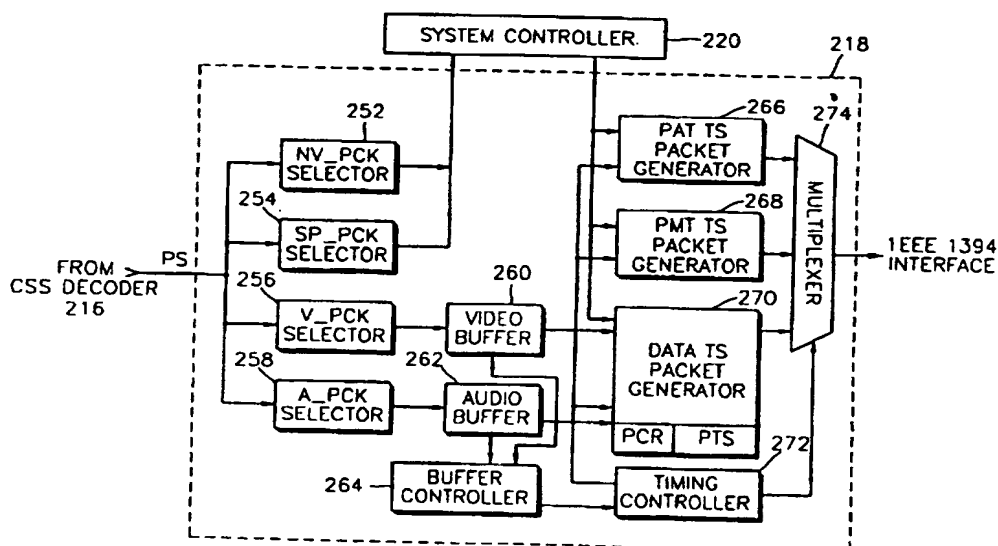 SYSTEM CONTROLLER.
220
218
252
NV_PCK
SELECTOR
254
SP_PCK
SELECTOR
PS
FROM
CSS DECODER
216
256
V_PCK
SELECTOR
258
A_PCK
SELECTOR
260
VIDEO
BUFFER
262
AUDIO
BUFFER
264
BUFFER
CONTROLLER
266
PAT TS
PACKET
GENERATOR
268
PMT TS
PACKET
GENERATOR
270
DATA TS
PACKET
GENERATOR
PCR
PTS
272
TIMING
CONTROLLER
274
MULTIPLEXER
1EEE 1394
INTERFACE